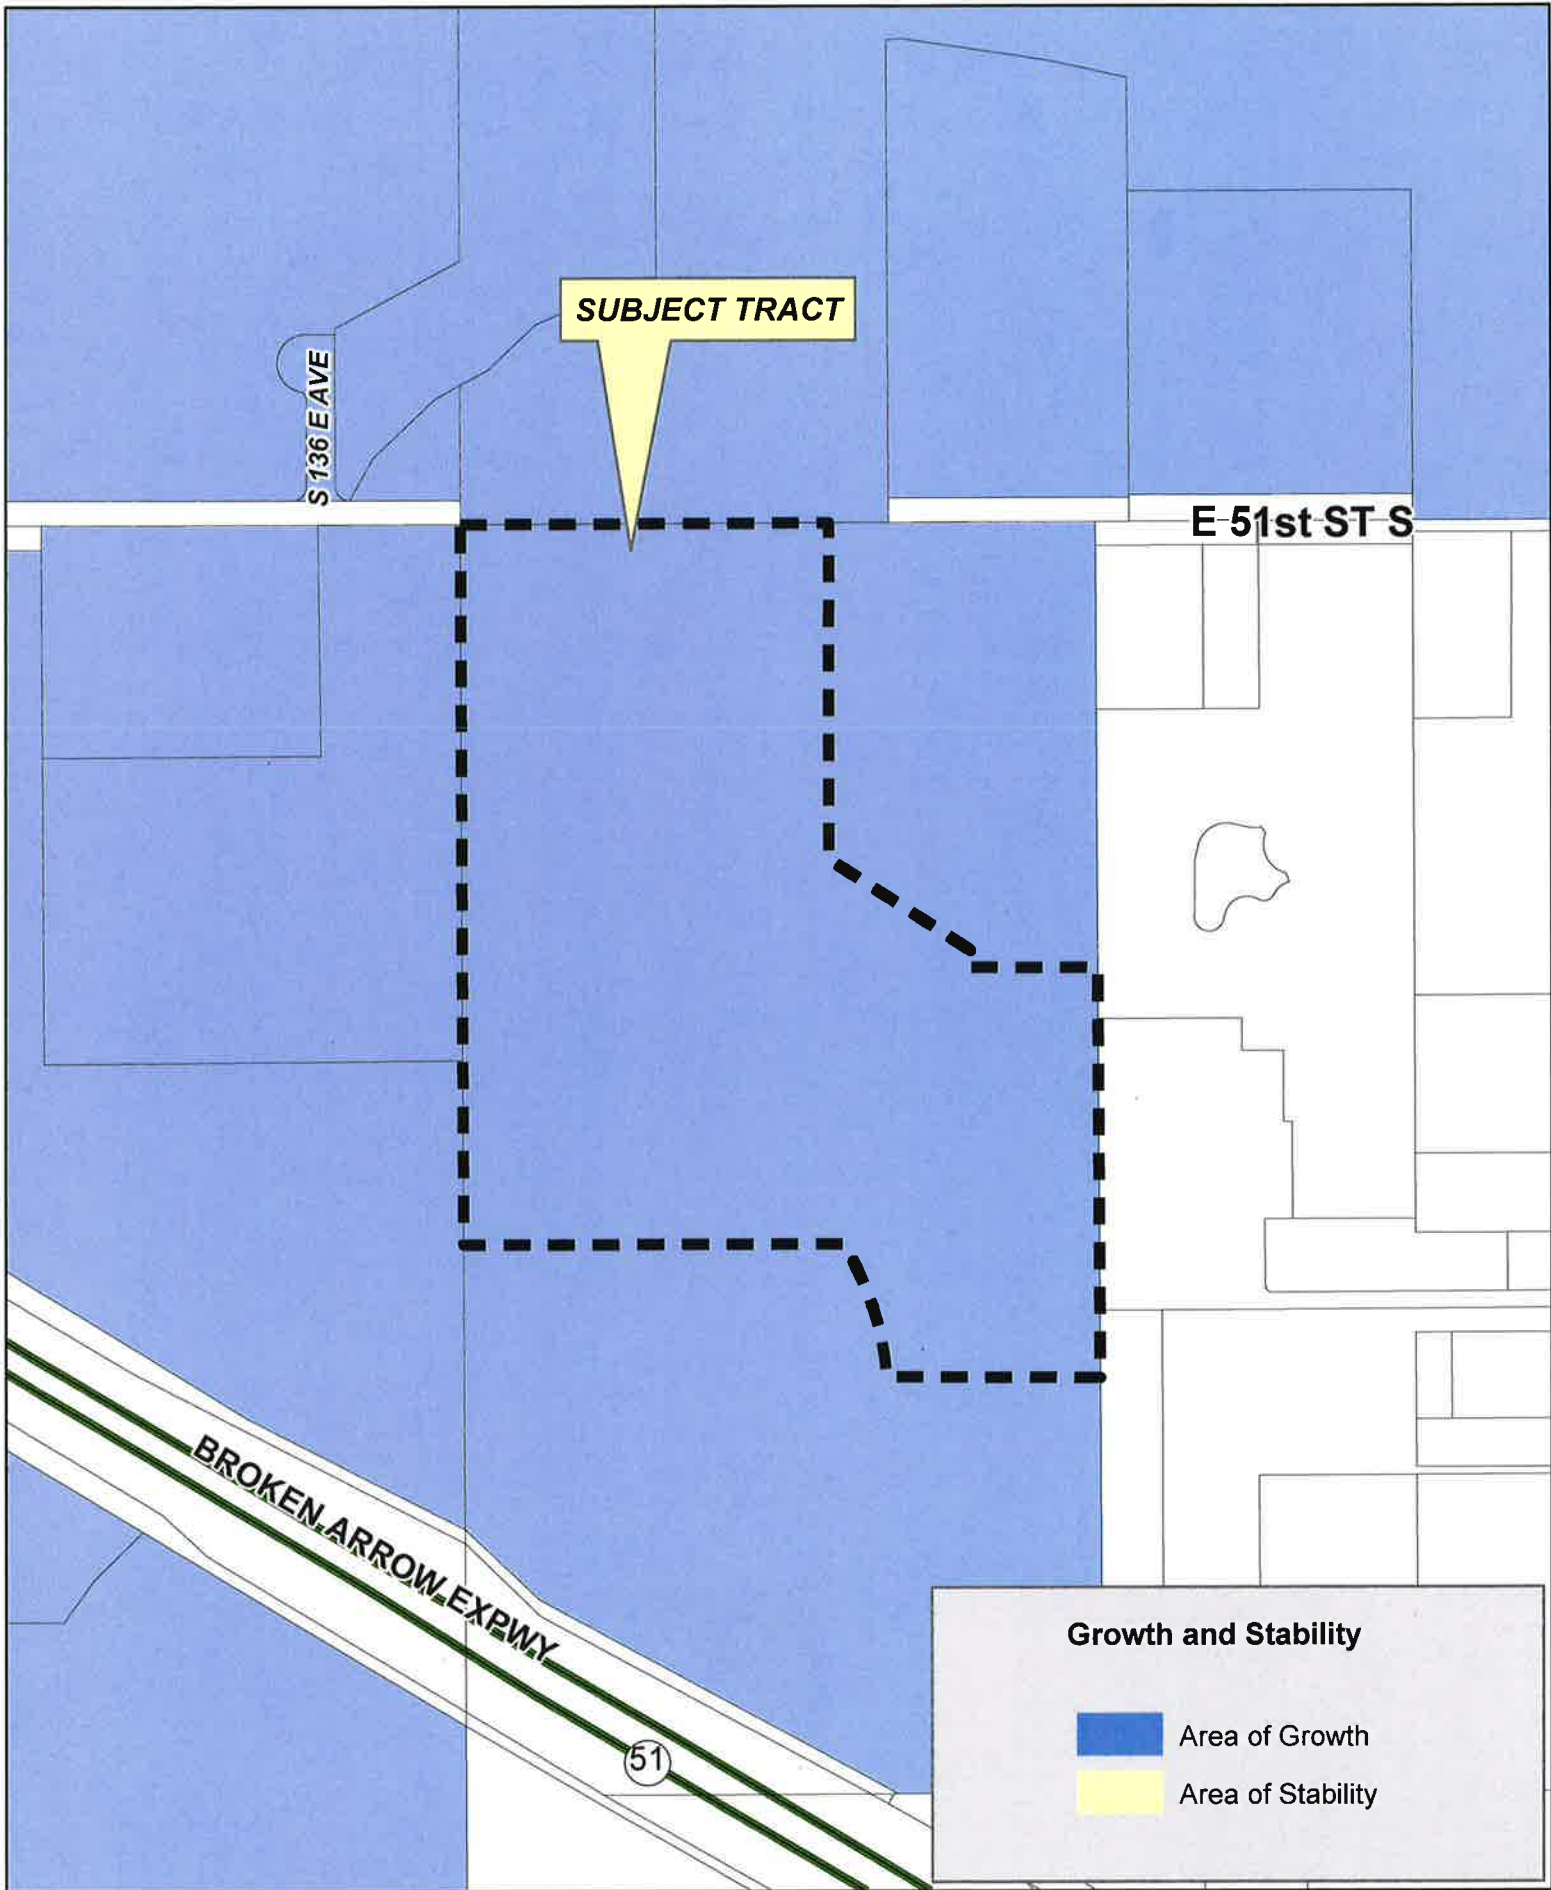 SUBJECT TRACT
S 136 E AVE
E 51st ST S
BROKEN ARROW EXPWY
51
Growth and Stability
Area of Growth
Area of Stability